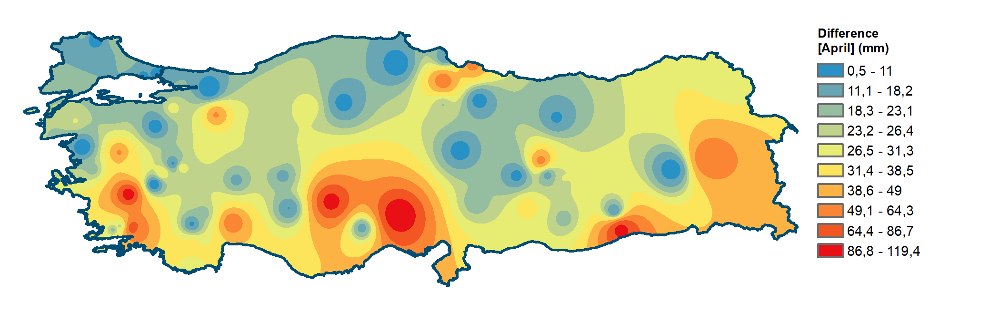 Difference
[April] (mm)
0,5 - 11
11,1 - 18,2
18,3 - 23,1
23,2 - 26,4
26,5 - 31,3
31,4 - 38,5
38,6 - 49
49,1 - 64,3
64,4 - 86,7
86,8 - 119,4